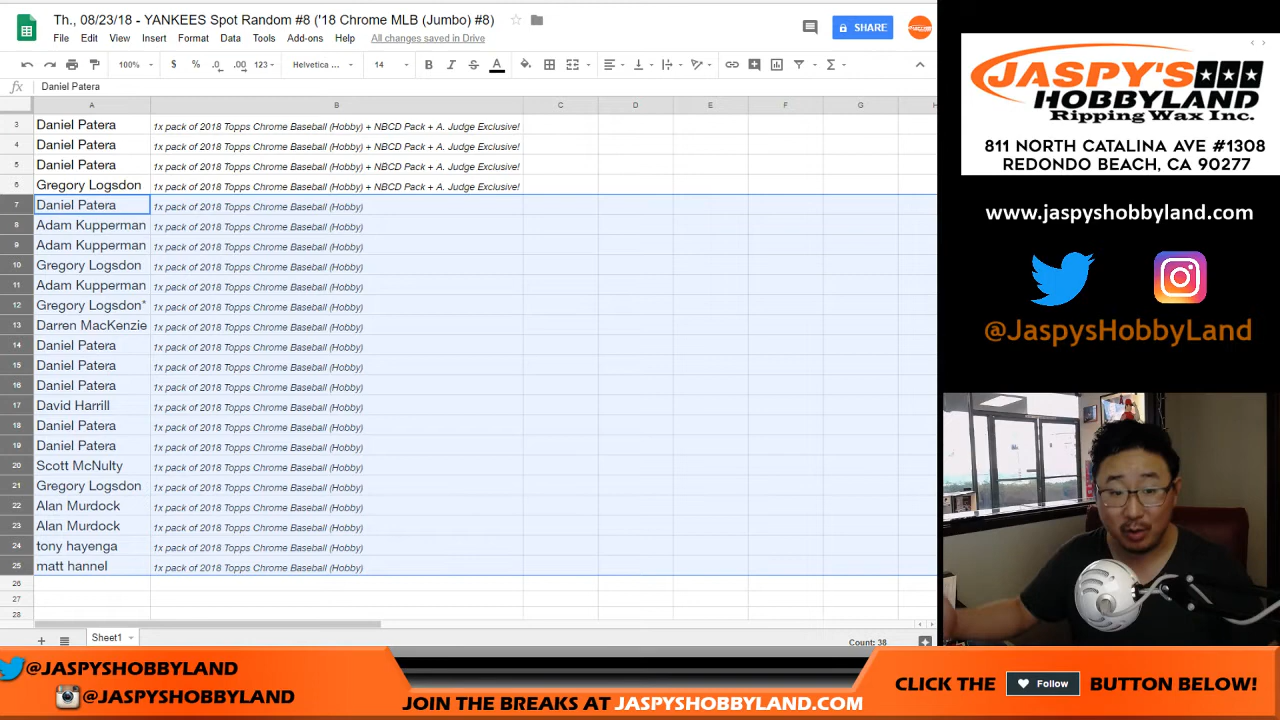 Th., 08/23/18 - YANKEES Spot Random #8 ('18 Chrome MLB (Jumbo) #8)
File Edit View Insert Format Data Tools Add-ons Help All changes saved in Drive
SHARE
100% $ % .0 .00 123 Helvetica ... 14 B I S A
fx Daniel Patera
A B C D E F G H
3 Daniel Patera 1x pack of 2018 Topps Chrome Baseball (Hobby) + NBCD Pack + A. Judge Exclusive!
4 Daniel Patera 1x pack of 2018 Topps Chrome Baseball (Hobby) + NBCD Pack + A. Judge Exclusive!
5 Daniel Patera 1x pack of 2018 Topps Chrome Baseball (Hobby) + NBCD Pack + A. Judge Exclusive!
6 Gregory Logsdon 1x pack of 2018 Topps Chrome Baseball (Hobby) + NBCD Pack + A. Judge Exclusive!
7 Daniel Patera 1x pack of 2018 Topps Chrome Baseball (Hobby)
8 Adam Kupperman 1x pack of 2018 Topps Chrome Baseball (Hobby)
9 Adam Kupperman 1x pack of 2018 Topps Chrome Baseball (Hobby)
10 Gregory Logsdon 1x pack of 2018 Topps Chrome Baseball (Hobby)
11 Adam Kupperman 1x pack of 2018 Topps Chrome Baseball (Hobby)
12 Gregory Logsdon* 1x pack of 2018 Topps Chrome Baseball (Hobby)
13 Darren MacKenzie 1x pack of 2018 Topps Chrome Baseball (Hobby)
14 Daniel Patera 1x pack of 2018 Topps Chrome Baseball (Hobby)
15 Daniel Patera 1x pack of 2018 Topps Chrome Baseball (Hobby)
16 Daniel Patera 1x pack of 2018 Topps Chrome Baseball (Hobby)
17 David Harrill 1x pack of 2018 Topps Chrome Baseball (Hobby)
18 Daniel Patera 1x pack of 2018 Topps Chrome Baseball (Hobby)
19 Daniel Patera 1x pack of 2018 Topps Chrome Baseball (Hobby)
20 Scott McNulty 1x pack of 2018 Topps Chrome Baseball (Hobby)
21 Gregory Logsdon 1x pack of 2018 Topps Chrome Baseball (Hobby)
22 Alan Murdock 1x pack of 2018 Topps Chrome Baseball (Hobby)
23 Alan Murdock 1x pack of 2018 Topps Chrome Baseball (Hobby)
24 tony hayenga 1x pack of 2018 Topps Chrome Baseball (Hobby)
25 matt hannel 1x pack of 2018 Topps Chrome Baseball (Hobby)
26
27
28
Sheet1
Count: 38
JASPY'S
HOBBYLAND
Ripping Wax Inc.
811 NORTH CATALINA AVE #1308
REDONDO BEACH, CA 90277
www.jaspyshobbyland.com
@JaspysHobbyLand
@JASPYSHOBBYLAND
@JASPYSHOBBYLAND
JOIN THE BREAKS AT JASPYSHOBBYLAND.COM
CLICK THE Follow BUTTON BELOW!